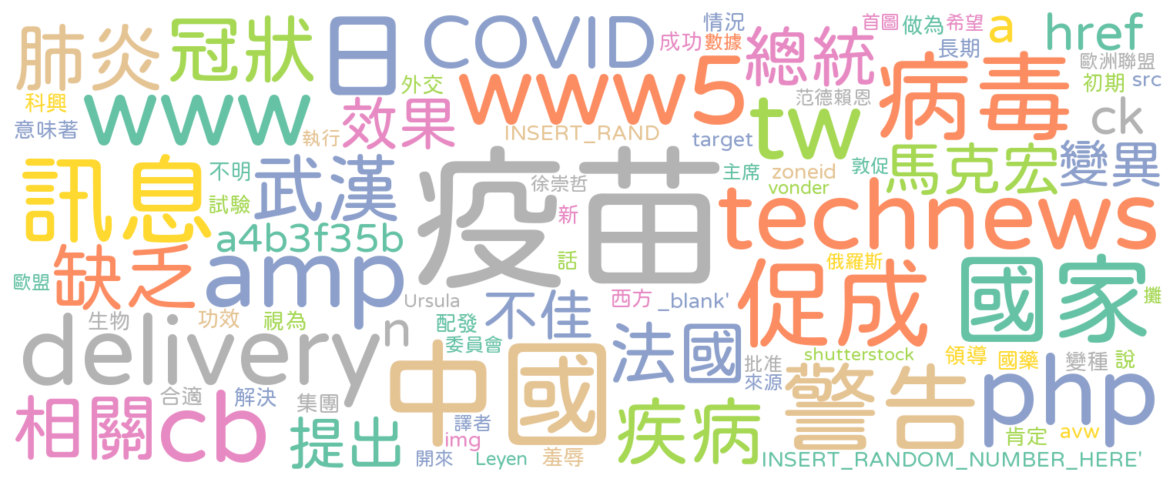 肺炎
冠狀
日
COVID
情況
成功
數據
首圖
做為
希望
a
長期
href
總統
歐洲聯盟
初期
src
科興
意味著
www
外交
執行
效果
www
5
INSERT_RAND
target
tw
范德賴恩
病毒
ck
訊息
不明
試驗
武漢
a4b3f35b
疫苗
徐崇哲
新
話
主席
zoneid
vonder
敦促
馬克宏
變異
technews
歐盟
缺乏
amp
Ursula
不佳
西方
_blank'
俄羅斯
促成
國家
攤
生物
功效
視為
n
配發
委員會
delivery
中國
法國
批准
來源
shutterstock
領導
國藥
變種
說
相關
cb
合適
解決
集團
提出
譯者
img
開來
Leyen
羞辱
疾病
警告
php
肯定
avw
INSERT_RANDOM_NUMBER_HERE'